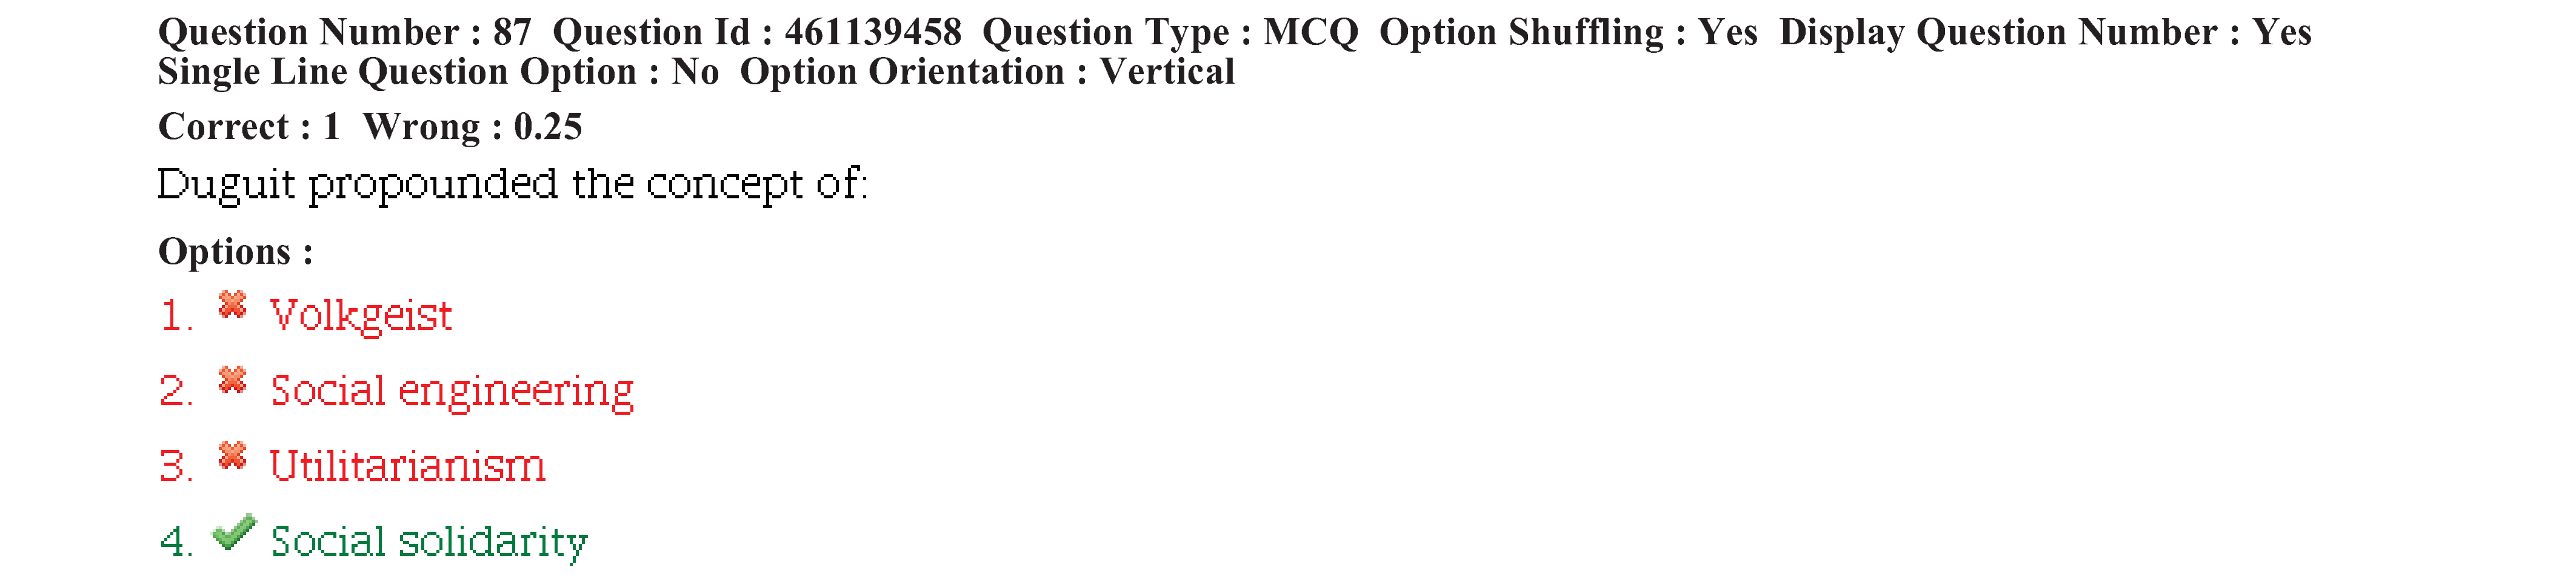 Question Number : 87 Question Id : 461139458 Question Type : MCQ Option Shuffling : Yes Display Question Number : Yes
Single Line Question Option : No Option Orientation : Vertical
Correct : 1 Wrong : 0.25
Duguit propounded the concept of:
Options :
1. Volkgeist
2. Social engineering
3. Utilitarianism
4. Social solidarity